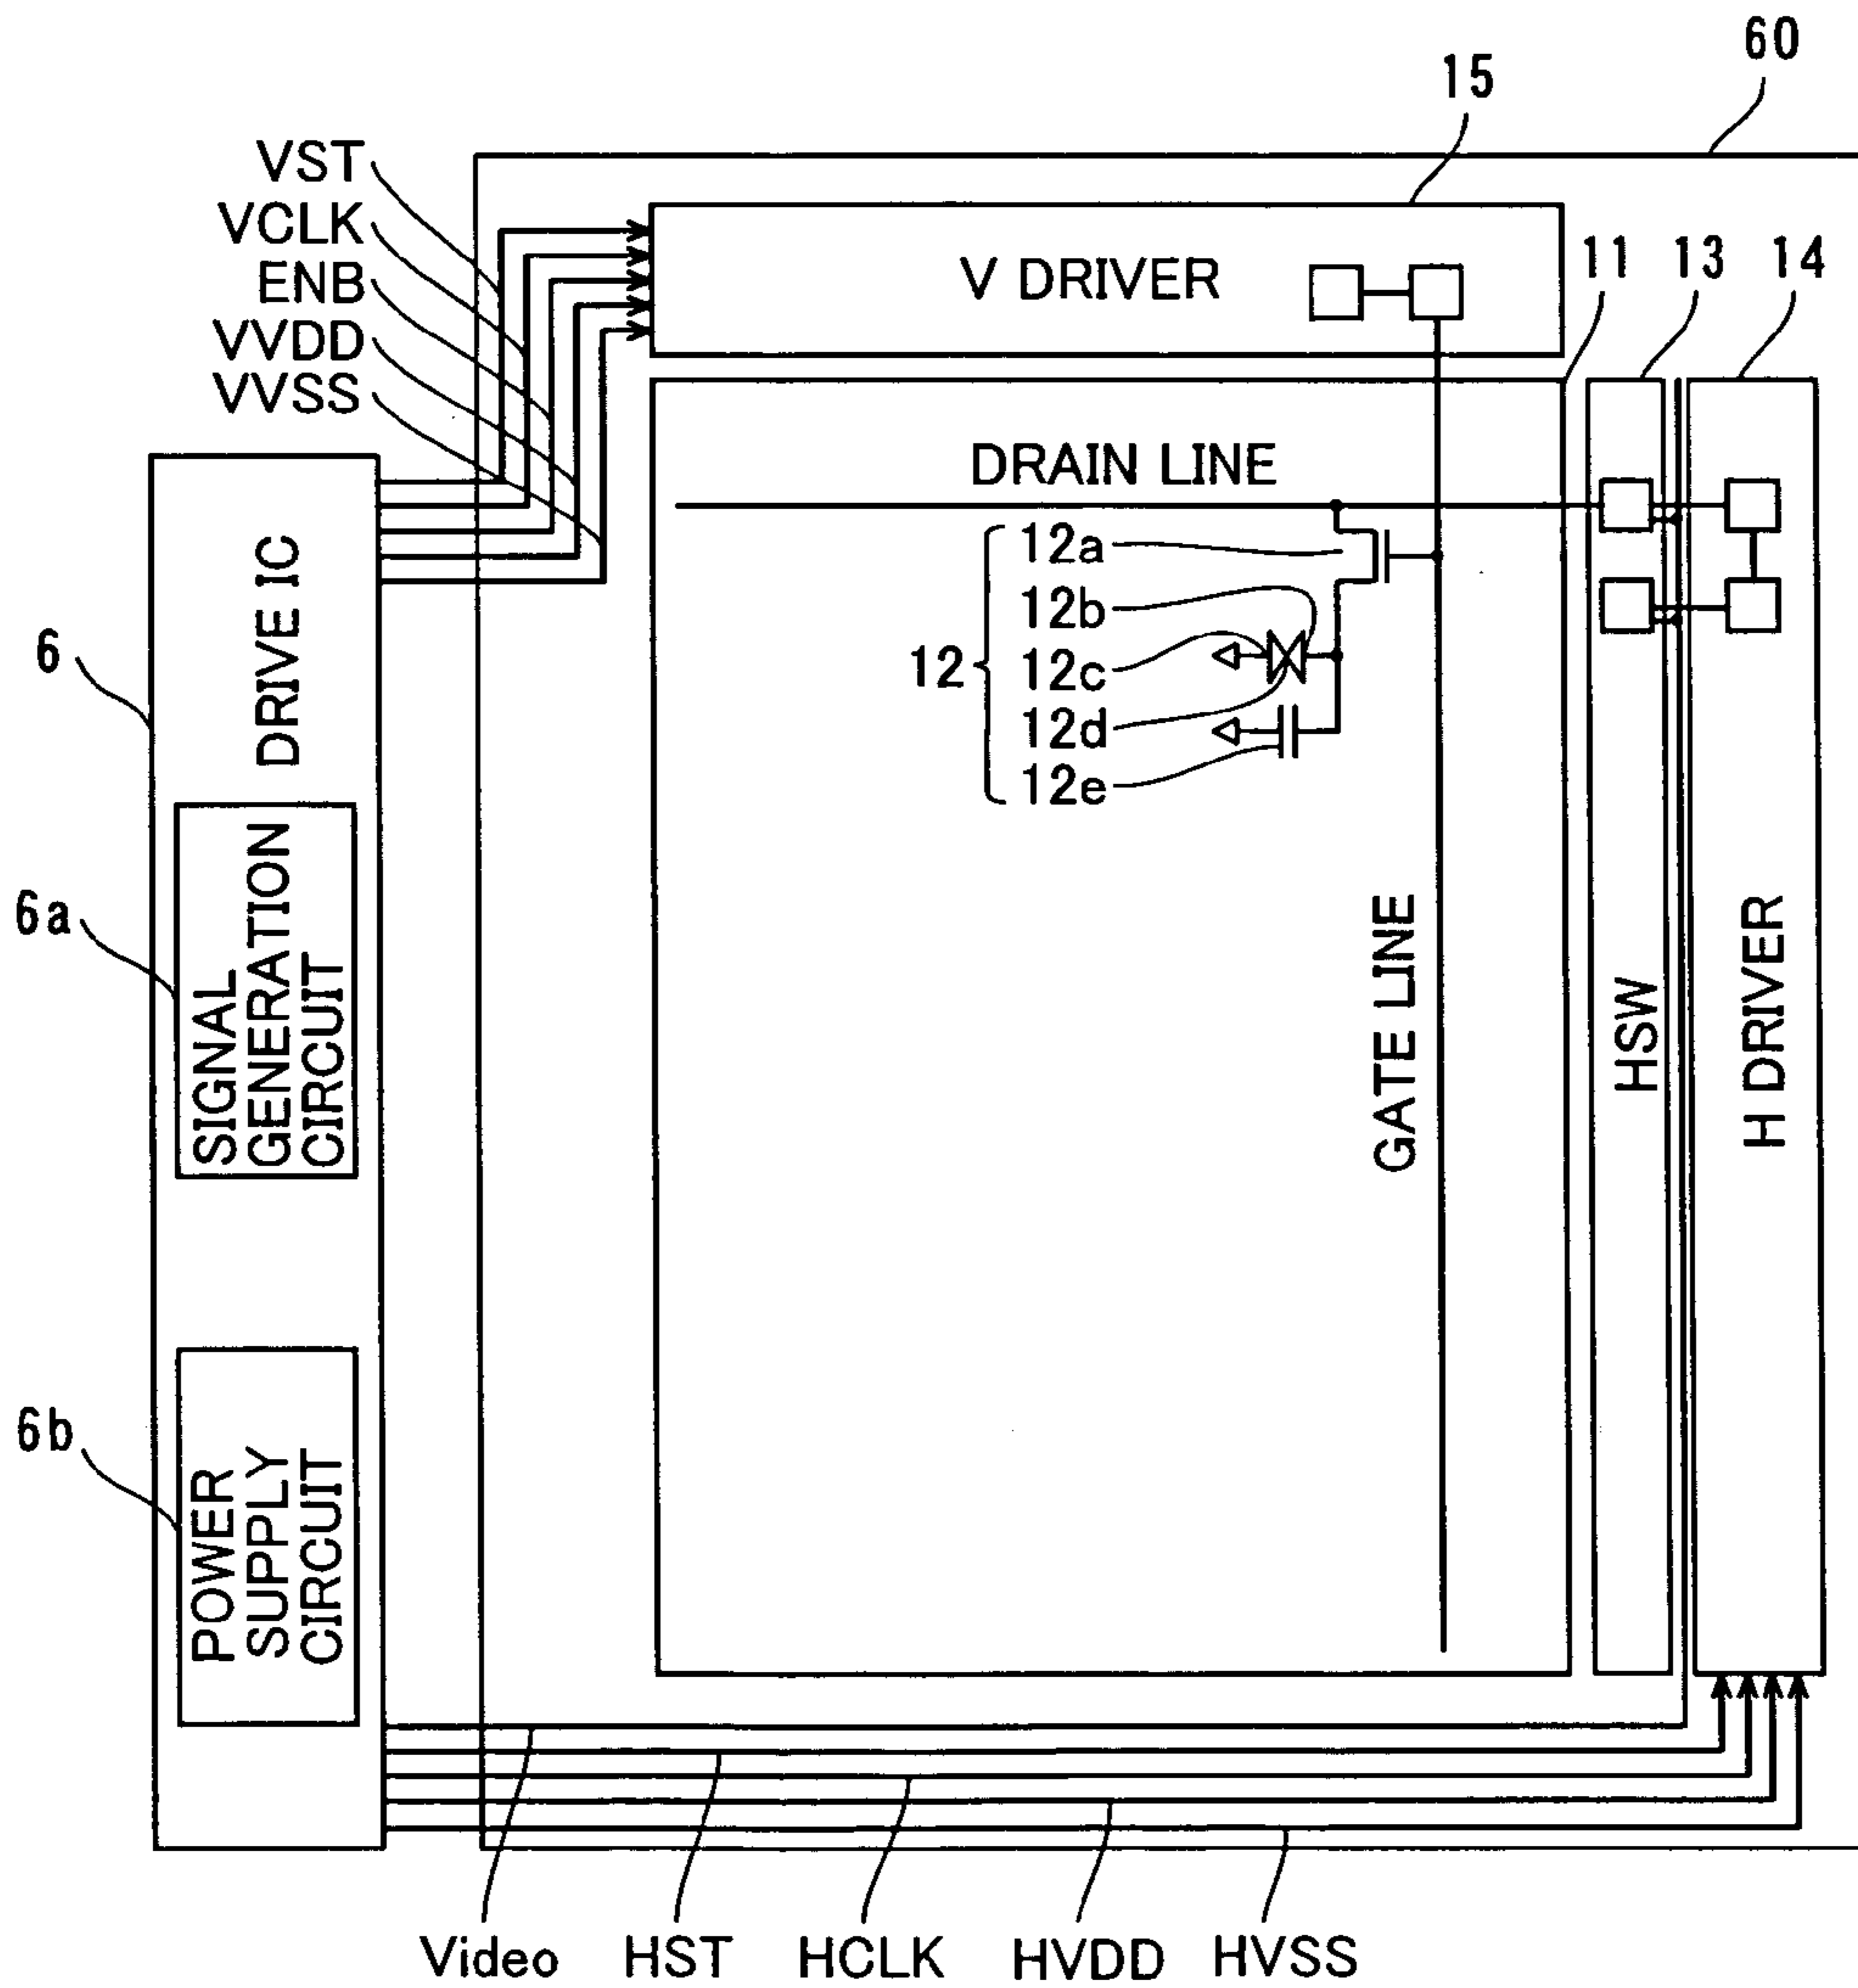 60
15
VST
VCLK
ENB
VVDD
VVSS
V DRIVER
11
13
14
DRAIN LINE
12
12a
12b
12c
12d
12e
GATE LINE
HSW
H DRIVER
6
DRIVE IC
6a
SIGNAL
GENERATION
CIRCUIT
6b
POWER
SUPPLY
CIRCUIT
Video
HST
HCLK
HVDD
HVSS